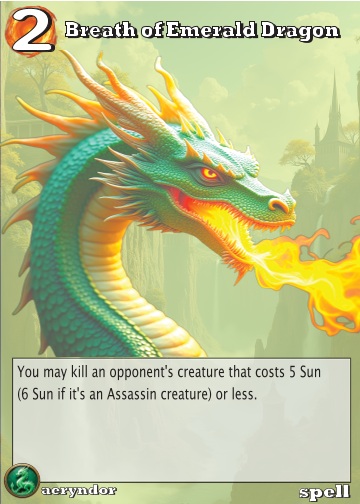 2 Breath of Emerald Dragon
You may kill an opponent's creature that costs 5 Sun
(6 Sun if it's an Assassin creature) or less.
aeryndor spell